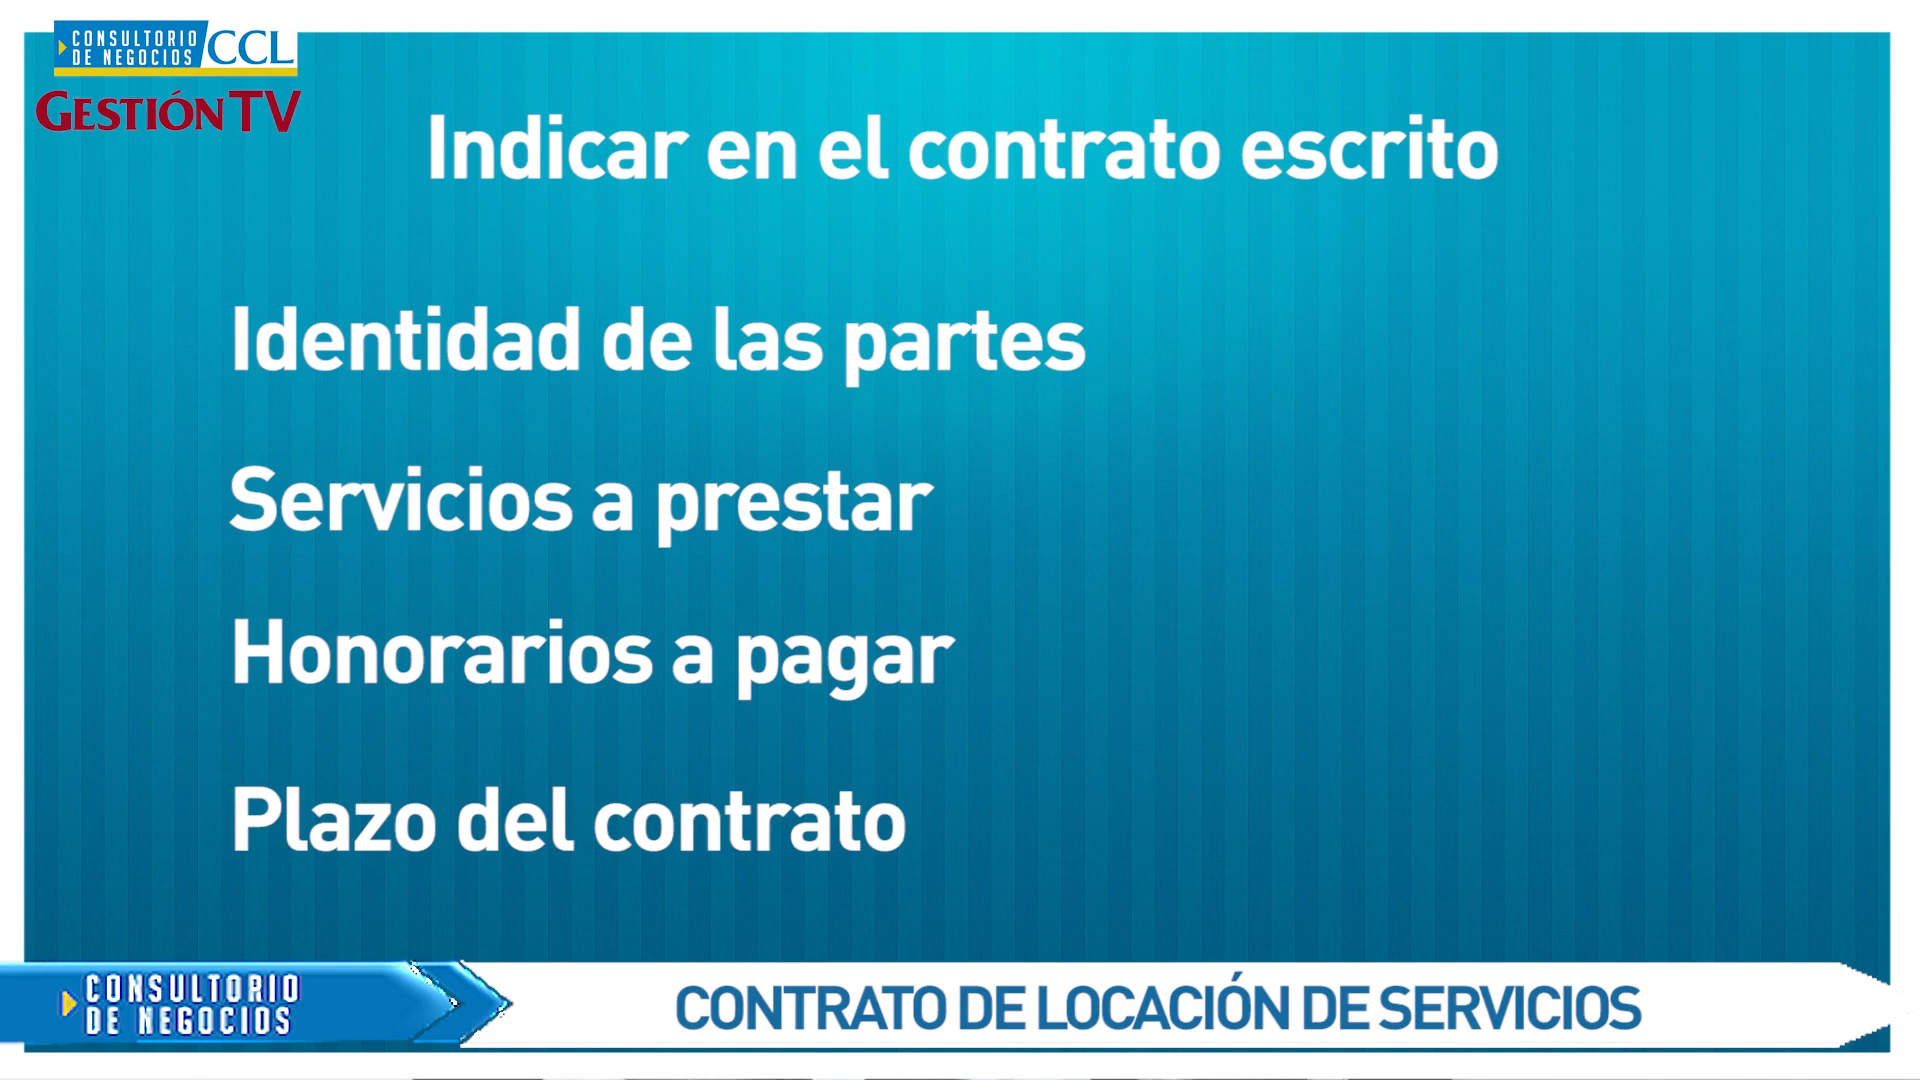 CONSULTORIO
DE NEGOCIOS
CCL
GESTIÓN TV
Indicar en el contrato escrito
Identidad de las partes
Servicios a prestar
Honorarios a pagar
Plazo del contrato
CONSULTORIO
DE NEGOCIOS
CONTRATO DE LOCACIÓN DE SERVICIOS